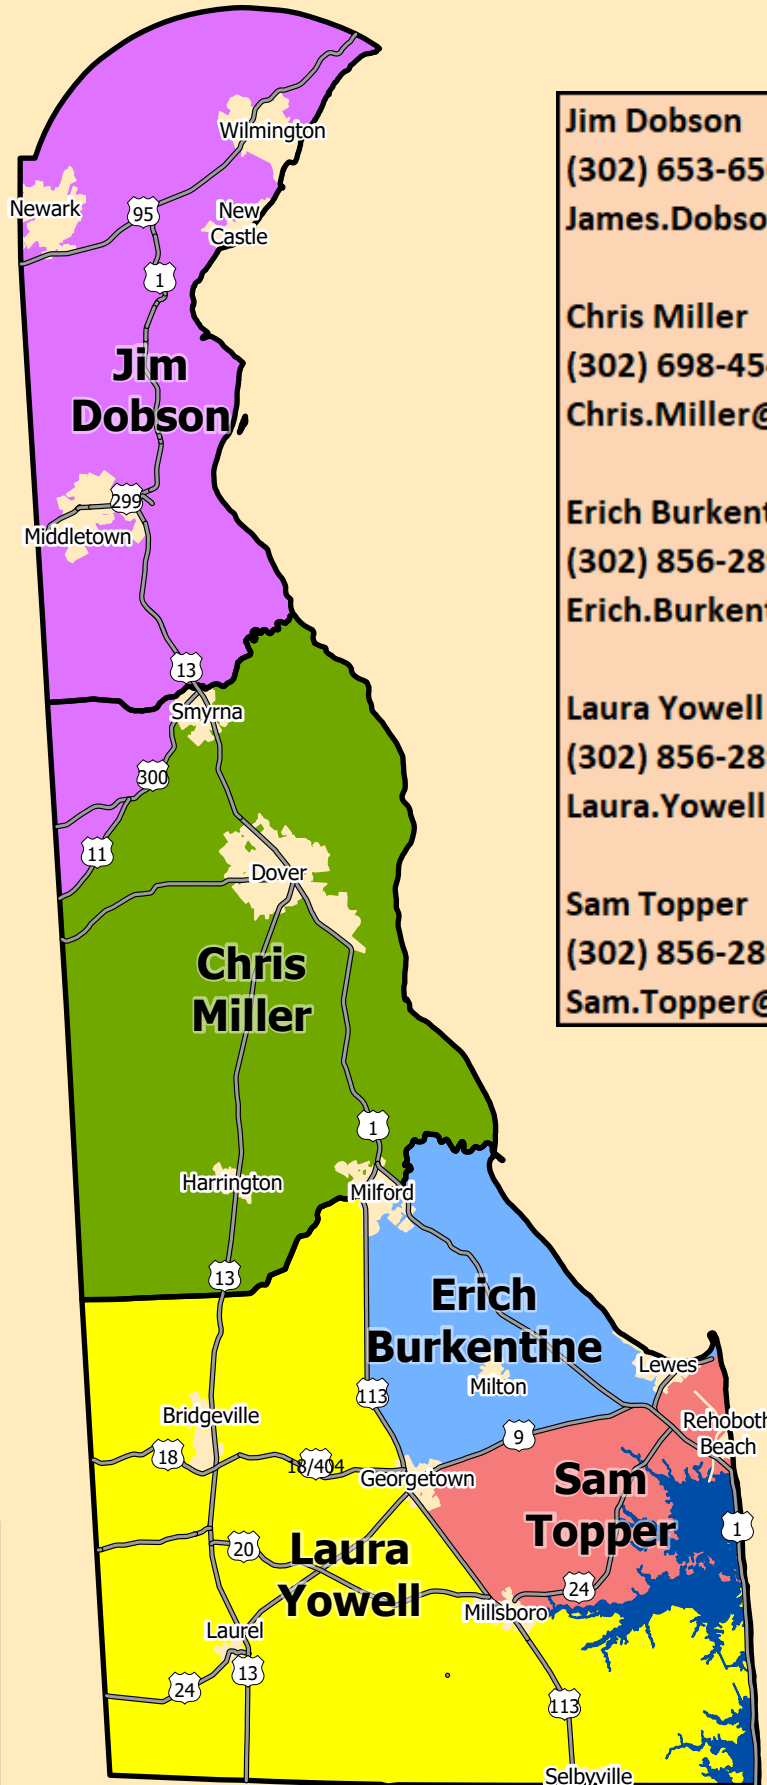 Wilmington
Newark
95
New
Castle
1
Jim
Dobson
299
Middletown
13
Smyrna
300
11
Dover
Chris
Miller
1
Harrington
Milford
13
Erich
Burkentine
Lewes
Milton
113
Bridgeville
Rehoboth
Beach
9
18
18/404
Georgetown
Sam
Topper
1
20
Laura
Yowell
24
Millsboro
Laurel
13
24
113
Selbyville
Jim Dobson
(302) 653-65
James.Dobso
Chris Miller
(302) 698-45
Chris.Miller@
Erich Burkent
(302) 856-28
Erich.Burkent
Laura Yowell
(302) 856-28
Laura.Yowell
Sam Topper
(302) 856-28
Sam.Topper@